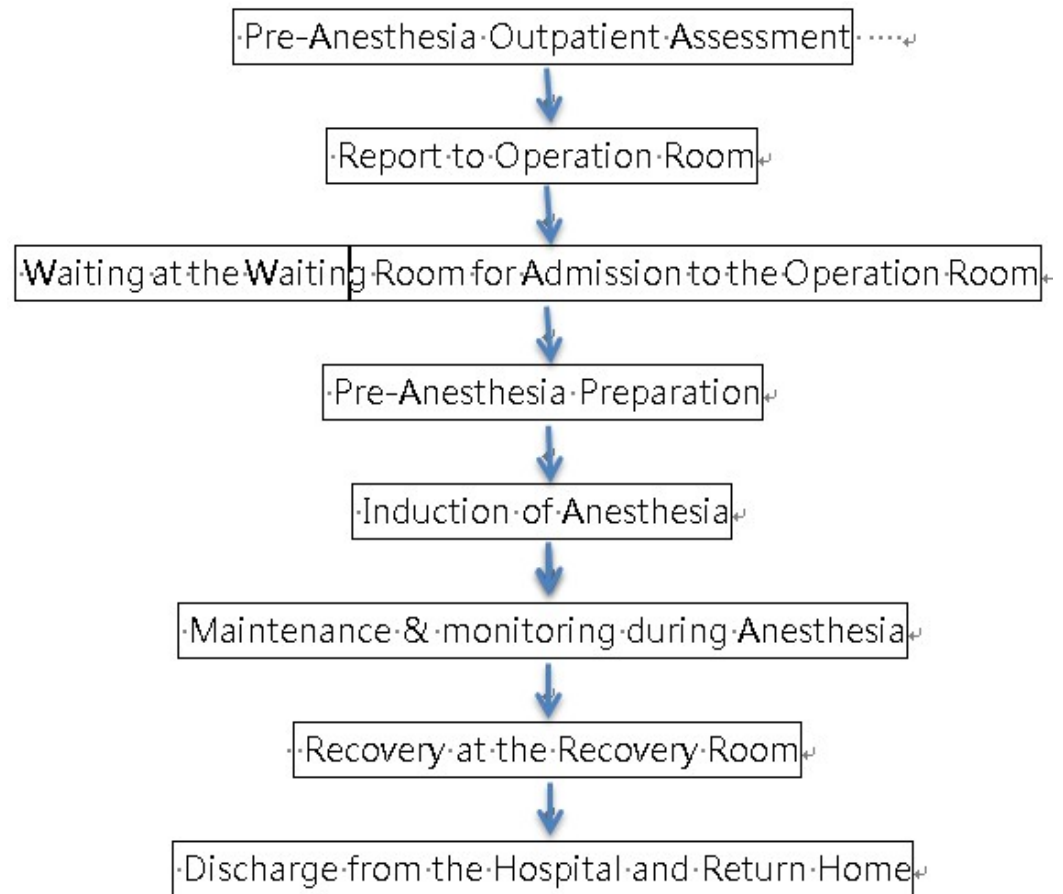 Pre-Anesthesia Outpatient Assessment
Report to Operation Room
Waiting at the Waiting Room for Admission to the Operation Room
Pre-Anesthesia Preparation
Induction of Anesthesia
Maintenance & monitoring during Anesthesia
Recovery at the Recovery Room
Discharge from the Hospital and Return Home